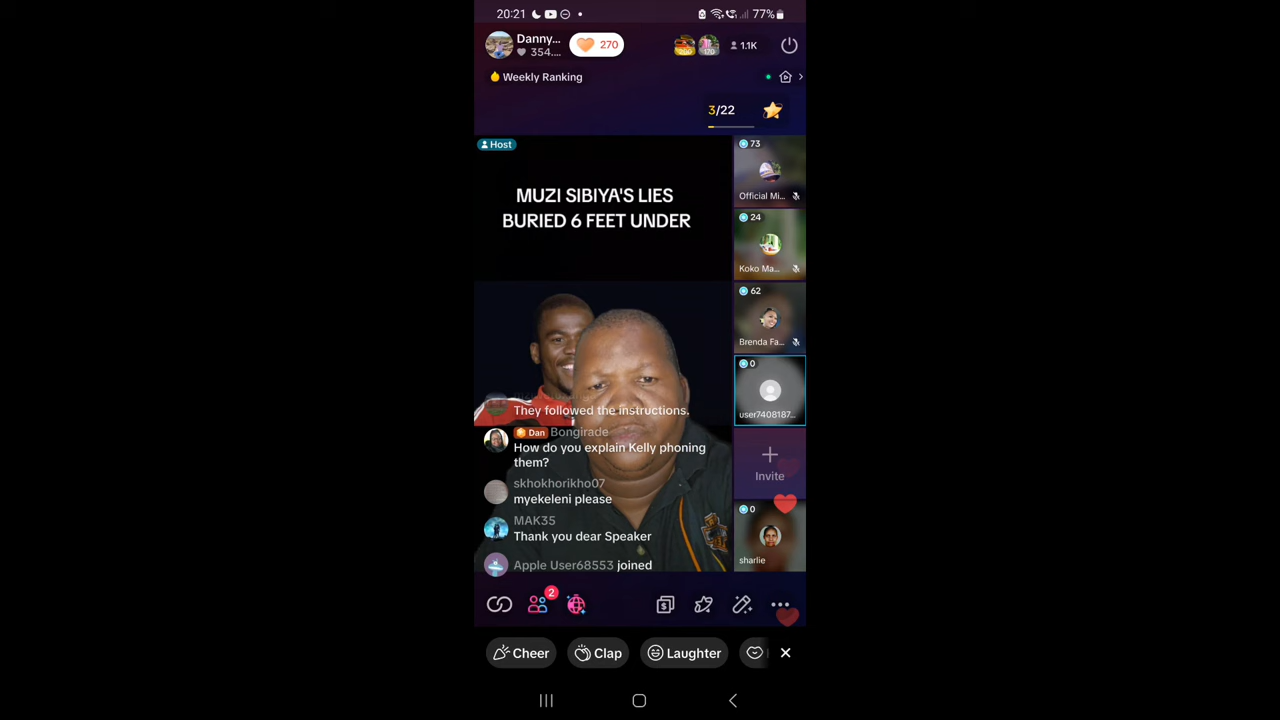 20:21
77%
Danny...
354....
270
200
170
1.1K
Weekly Ranking
3/22
Host
MUZI SIBIYA'S LIES
BURIED 6 FEET UNDER
73
Official Mi...
24
Koko Ma...
62
Brenda Fa...
0
user7408187...
Invite
0
sharlie
They followed the instructions.
Dan Bongirade
How do you explain Kelly phoning
them?
skhokhorikho07
myekeleni please
MAK35
Thank you dear Speaker
Apple User68553 joined
2
Cheer
Clap
Laughter